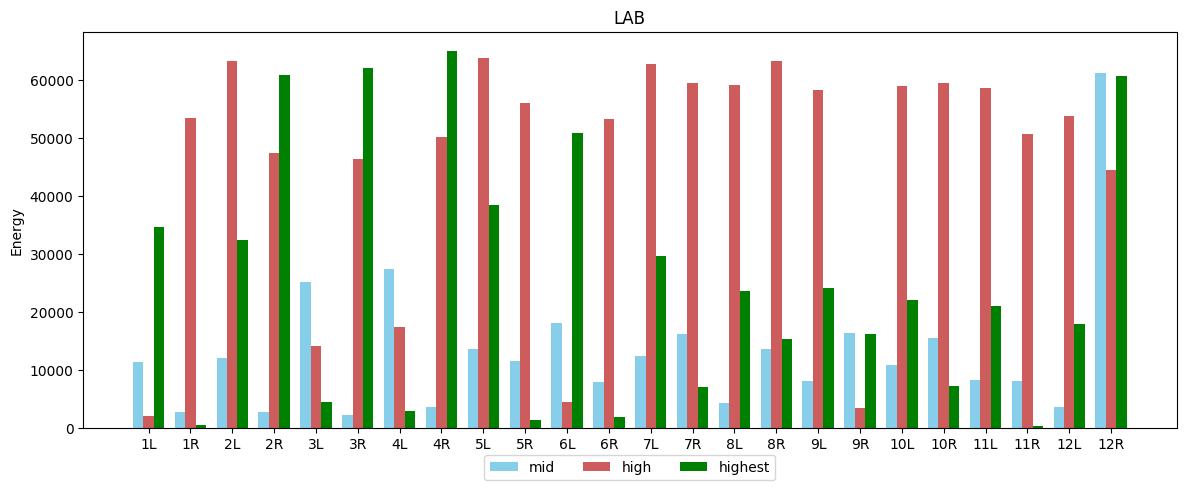 LAB
Energy
60000
50000
40000
30000
20000
10000
0
1L 1R 2L 2R 3L 3R 4L 4R 5L 5R 6L 6R 7L 7R 8L 8R 9L 9R 10L 10R 11L 11R 12L 12R
mid high highest